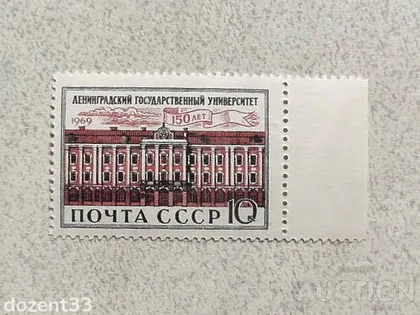 ЛЕНИНГРАДСКИЙ ГОСУДАРСТВЕННЫЙ УНИВЕРСИТЕТ
1969
150 ЛЕТ
ПОЧТА СССР 10
AUCTION
dozent33